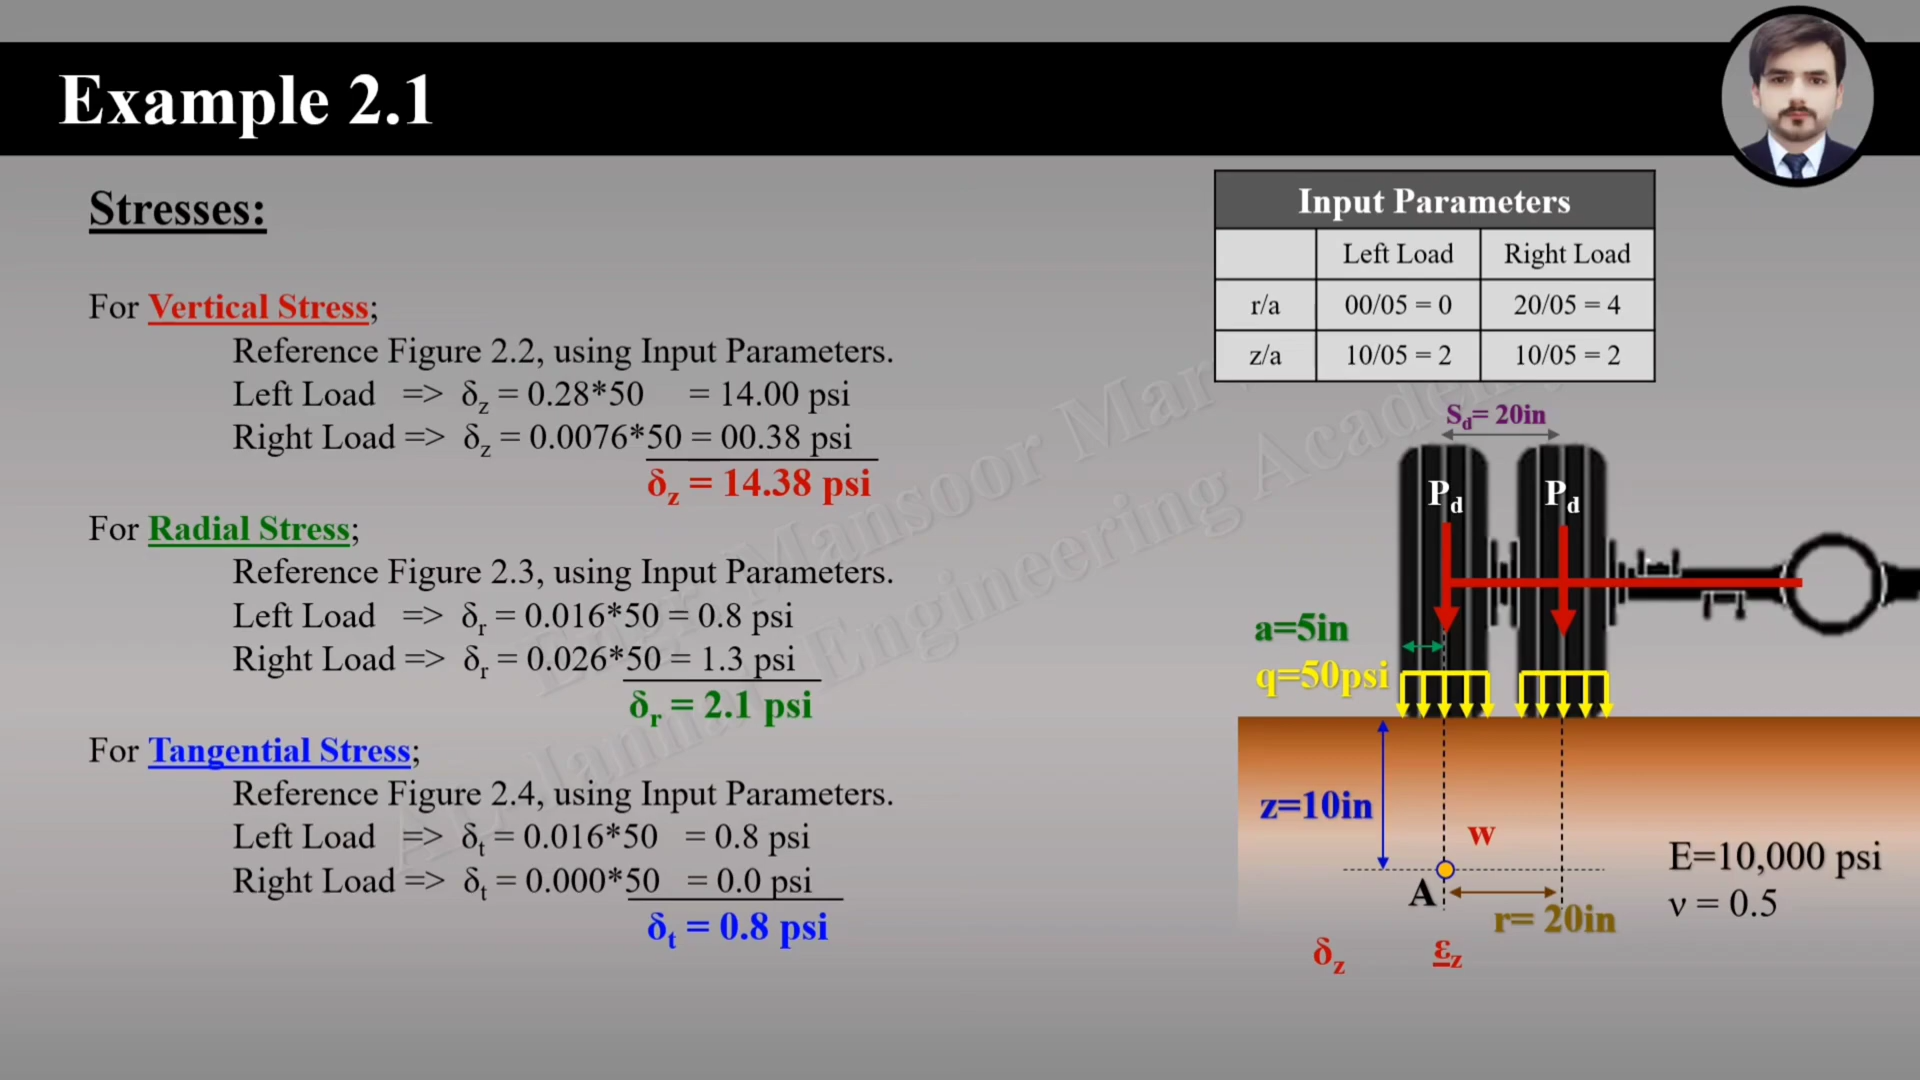 Example 2.1
Stresses:
For Vertical Stress;
Reference Figure 2.2, using Input Parameters.
Left Load => δz = 0.28*50 = 14.00 psi
Right Load => δz = 0.0076*50 = 00.38 psi
δz = 14.38 psi
For Radial Stress;
Reference Figure 2.3, using Input Parameters.
Left Load => δr = 0.016*50 = 0.8 psi
Right Load => δr = 0.026*50 = 1.3 psi
δr = 2.1 psi
For Tangential Stress;
Reference Figure 2.4, using Input Parameters.
Left Load => δt = 0.016*50 = 0.8 psi
Right Load => δt = 0.000*50 = 0.0 psi
δt = 0.8 psi
Input Parameters
Left Load Right Load
r/a 00/05 = 0 20/05 = 4
z/a 10/05 = 2 10/05 = 2
Sd= 20in
Pd Pd
a=5in
q=50psi
z=10in
w
A
r= 20in
E=10,000 psi
ν = 0.5
δz εz
Engr. Mansoor Mar
AL-Jannat Engineering Academy